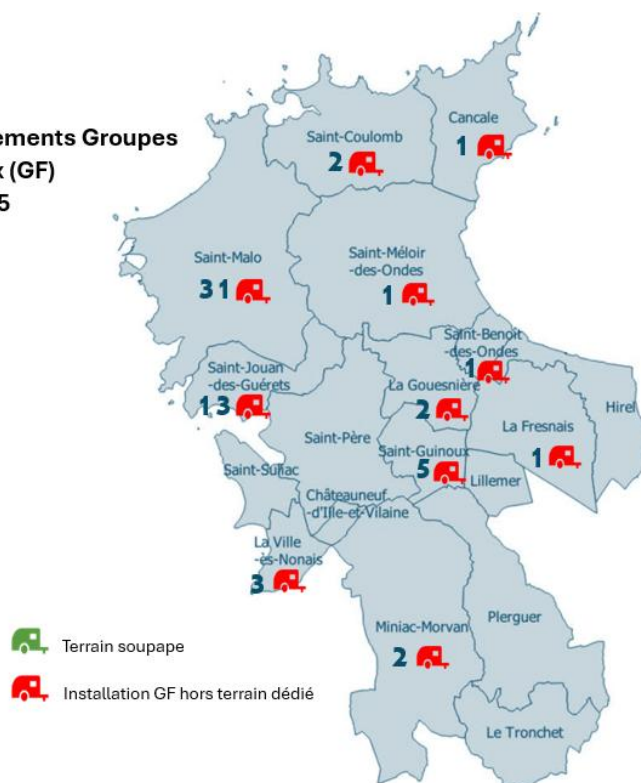 ements Groupes
x (GF)
5
Cancale
1
Saint-Coulomb
2
Saint-Malo
31
Saint-Méloir
-des-Ondes
1
Saint-Benoit
-des-Ondes
1
Saint-Jouan
-des-Guérets
13
La Gouesnière
2
Hirel
La Fresnais
1
Saint-Père
Saint-Guinoux
5
Lillemer
Saint-Suliac
Châteauneuf
-d'Ille-et-Vilaine
La Ville
-ès-Nonais
3
Plerguer
Miniac-Morvan
2
Le Tronchet
Terrain soupape
Installation GF hors terrain dédié